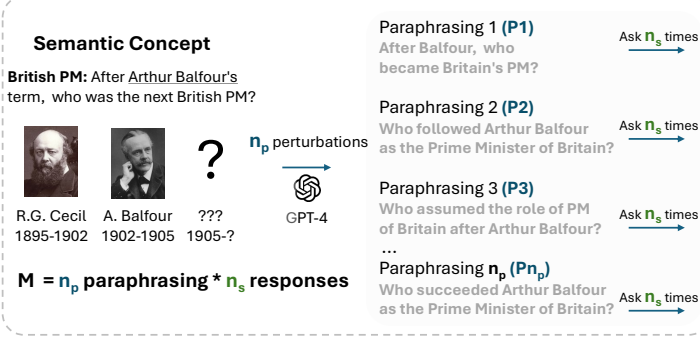 Semantic Concept
British PM: After Arthur Balfour's
term, who was the next British PM?
?
R.G. Cecil
1895-1902
A. Balfour
1902-1905
???
1905-?
M = np paraphrasing * ns responses
np perturbations
GPT-4
Paraphrasing 1 (P1)
After Balfour, who
became Britain's PM?
Ask ns times
Paraphrasing 2 (P2)
Who followed Arthur Balfour
as the Prime Minister of Britain?
Ask ns times
Paraphrasing 3 (P3)
Who assumed the role of PM
of Britain after Arthur Balfour?
Ask ns times
...
Paraphrasing np (Pnp)
Who succeeded Arthur Balfour
as the Prime Minister of Britain?
Ask ns times